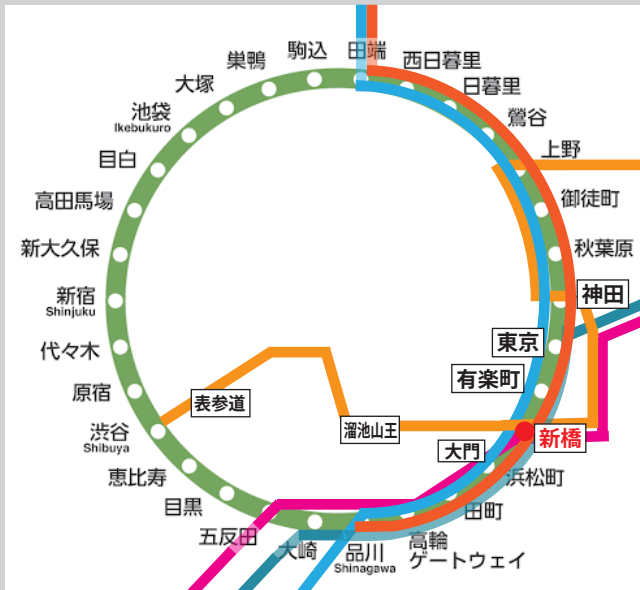 田端
駒込
西日暮里
巣鴨
日暮里
大塚
鶯谷
池袋
Ikebukuro
上野
目白
御徒町
高田馬場
秋葉原
新大久保
神田
新宿
Shinjuku
東京
代々木
有楽町
原宿
表参道
渋谷
Shibuya
溜池山王
新橋
大門
恵比寿
浜松町
目黒
田町
五反田
大崎
品川
Shinagawa
高輪
ゲートウェイ